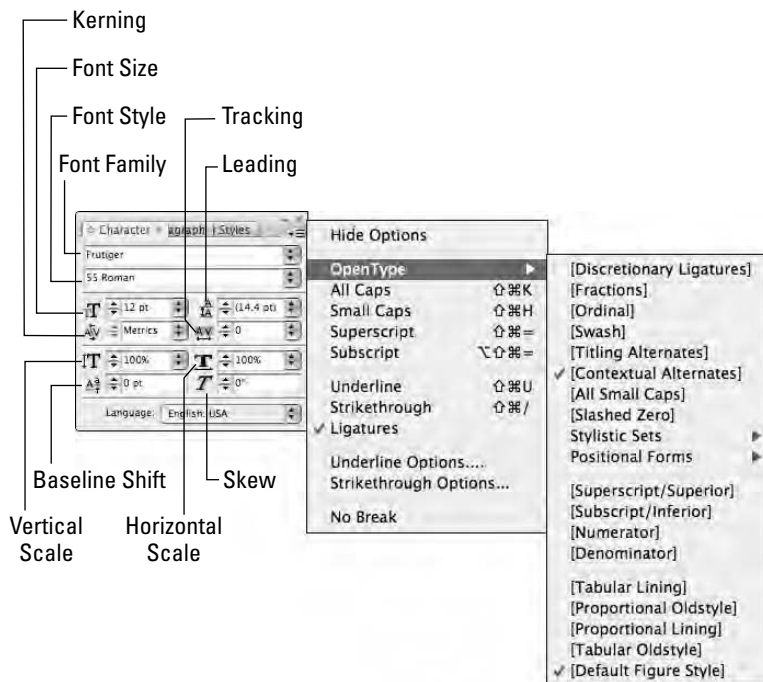 Kerning
Font Size
Font Style
Tracking
Font Family
Leading
Character
Styles
Frutiger
55 Roman
12 pt
(14.4 pt)
Metrics
0
100%
100%
0 pt
0°
Language: English: USA
Baseline Shift
Skew
Vertical
Scale
Horizontal
Scale
Hide Options
OpenType
All Caps ⇧⌘K
Small Caps ⇧⌘H
Superscript ⇧⌘=
Subscript ⌥⇧⌘=
Underline ⇧⌘U
Strikethrough ⇧⌘/
✓ Ligatures
Underline Options....
Strikethrough Options...
No Break
[Discretionary Ligatures]
[Fractions]
[Ordinal]
[Swash]
[Titling Alternates]
✓ [Contextual Alternates]
[All Small Caps]
[Slashed Zero]
Stylistic Sets
Positional Forms
[Superscript/Superior]
[Subscript/Inferior]
[Numerator]
[Denominator]
[Tabular Lining]
[Proportional Oldstyle]
[Proportional Lining]
[Tabular Oldstyle]
✓ [Default Figure Style]